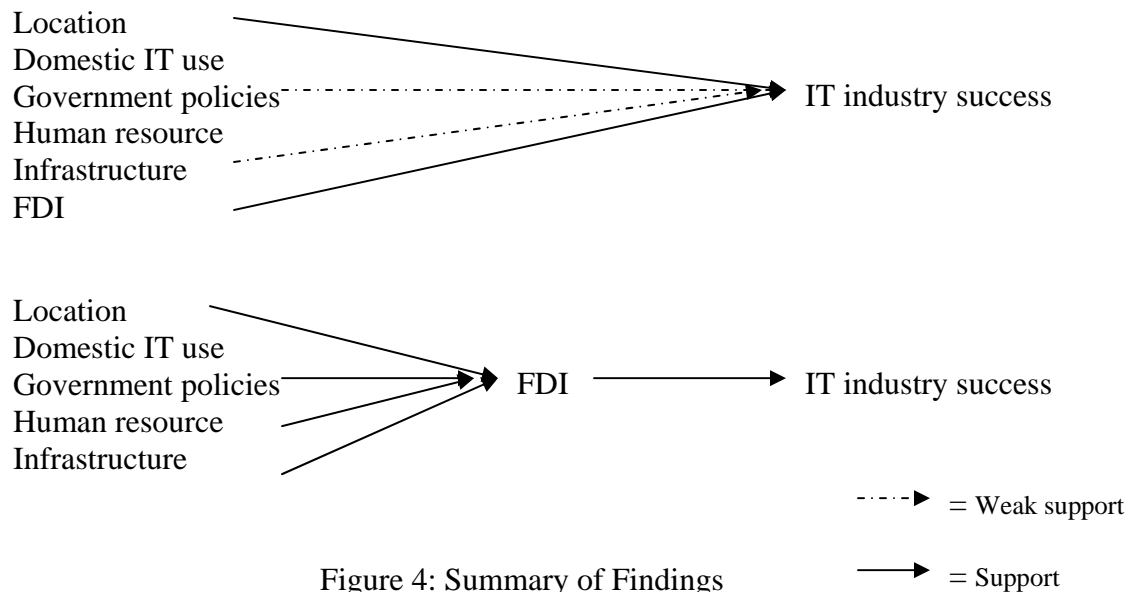 Location
Domestic IT use
Government policies
IT industry success
Human resource
Infrastructure
FDI
Location
Domestic IT use
Government policies
FDI
IT industry success
Human resource
Infrastructure
= Weak support
Figure 4: Summary of Findings
= Support